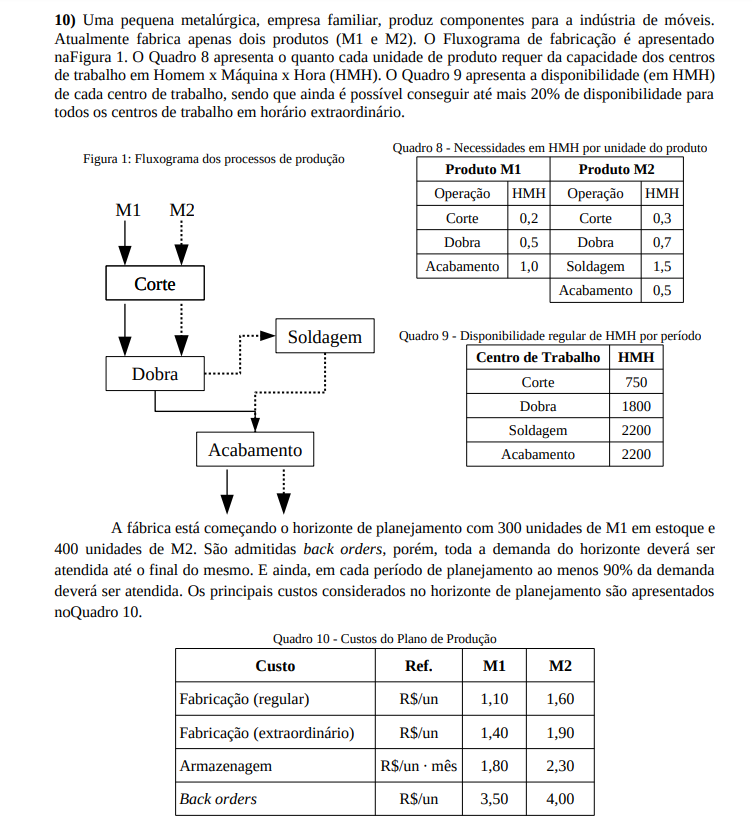 10) Uma pequena metalúrgica, empresa familiar, produz componentes para a indústria de móveis.
Atualmente fabrica apenas dois produtos (M1 e M2). O Fluxograma de fabricação é apresentado
naFigura 1. O Quadro 8 apresenta o quanto cada unidade de produto requer da capacidade dos centros
de trabalho em Homem x Máquina x Hora (HMH). O Quadro 9 apresenta a disponibilidade (em HMH)
de cada centro de trabalho, sendo que ainda é possível conseguir até mais 20% de disponibilidade para
todos os centros de trabalho em horário extraordinário.
Figura 1: Fluxograma dos processos de produção
M1 M2
Corte
Soldagem
Dobra
Acabamento
Quadro 8 - Necessidades em HMH por unidade do produto
Produto M1 Produto M2
Operação HMH Operação HMH
Corte 0,2 Corte 0,3
Dobra 0,5 Dobra 0,7
Acabamento 1,0 Soldagem 1,5
Acabamento 0,5
Quadro 9 - Disponibilidade regular de HMH por período
Centro de Trabalho HMH
Corte 750
Dobra 1800
Soldagem 2200
Acabamento 2200
A fábrica está começando o horizonte de planejamento com 300 unidades de M1 em estoque e
400 unidades de M2. São admitidas back orders, porém, toda a demanda do horizonte deverá ser
atendida até o final do mesmo. E ainda, em cada período de planejamento ao menos 90% da demanda
deverá ser atendida. Os principais custos considerados no horizonte de planejamento são apresentados
noQuadro 10.
Quadro 10 - Custos do Plano de Produção
Custo Ref. M1 M2
Fabricação (regular) R$/un 1,10 1,60
Fabricação (extraordinário) R$/un 1,40 1,90
Armazenagem R$/un · mês 1,80 2,30
Back orders R$/un 3,50 4,00